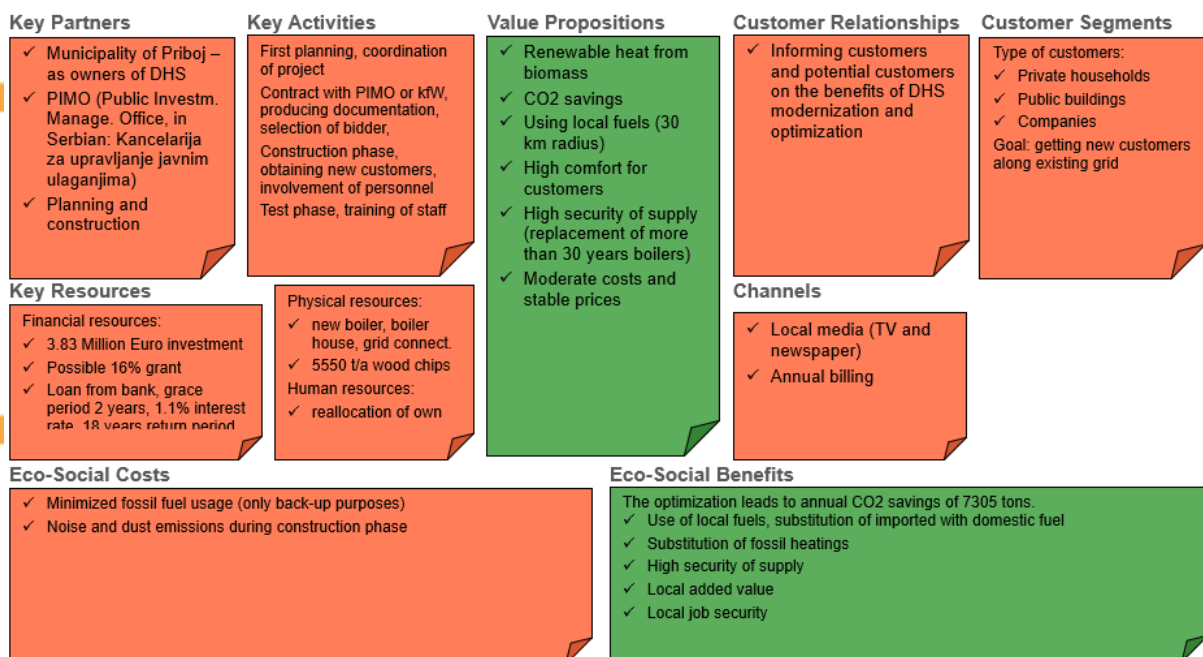 Key Partners
Municipality of Priboj –
as owners of DHS
PIMO (Public Investm.
Manage. Office, in
Serbian: Kancelarija
za upravljanje javnim
ulaganjima)
Planning and
construction
Key Activities
First planning, coordination
of project
Contract with PIMO or kfW,
producing documentation,
selection of bidder,
Construction phase,
obtaining new customers,
involvement of personnel
Test phase, training of staff
Value Propositions
Renewable heat from
biomass
CO2 savings
Using local fuels (30
km radius)
High comfort for
customers
High security of supply
(replacement of more
than 30 years boilers)
Moderate costs and
stable prices
Customer Relationships
Informing customers
and potential customers
on the benefits of DHS
modernization and
optimization
Customer Segments
Type of customers:
Private households
Public buildings
Companies
Goal: getting new customers
along existing grid
Key Resources
Financial resources:
3.83 Million Euro investment
Possible 16% grant
Loan from bank, grace
period 2 years, 1.1% interest
rate, 18 years return period
Physical resources:
new boiler, boiler
house, grid connect.
5550 t/a wood chips
Human resources:
reallocation of own
Channels
Local media (TV and
newspaper)
Annual billing
Eco-Social Costs
Minimized fossil fuel usage (only back-up purposes)
Noise and dust emissions during construction phase
Eco-Social Benefits
The optimization leads to annual CO2 savings of 7305 tons.
Use of local fuels, substitution of imported with domestic fuel
Substitution of fossil heatings
High security of supply
Local added value
Local job security